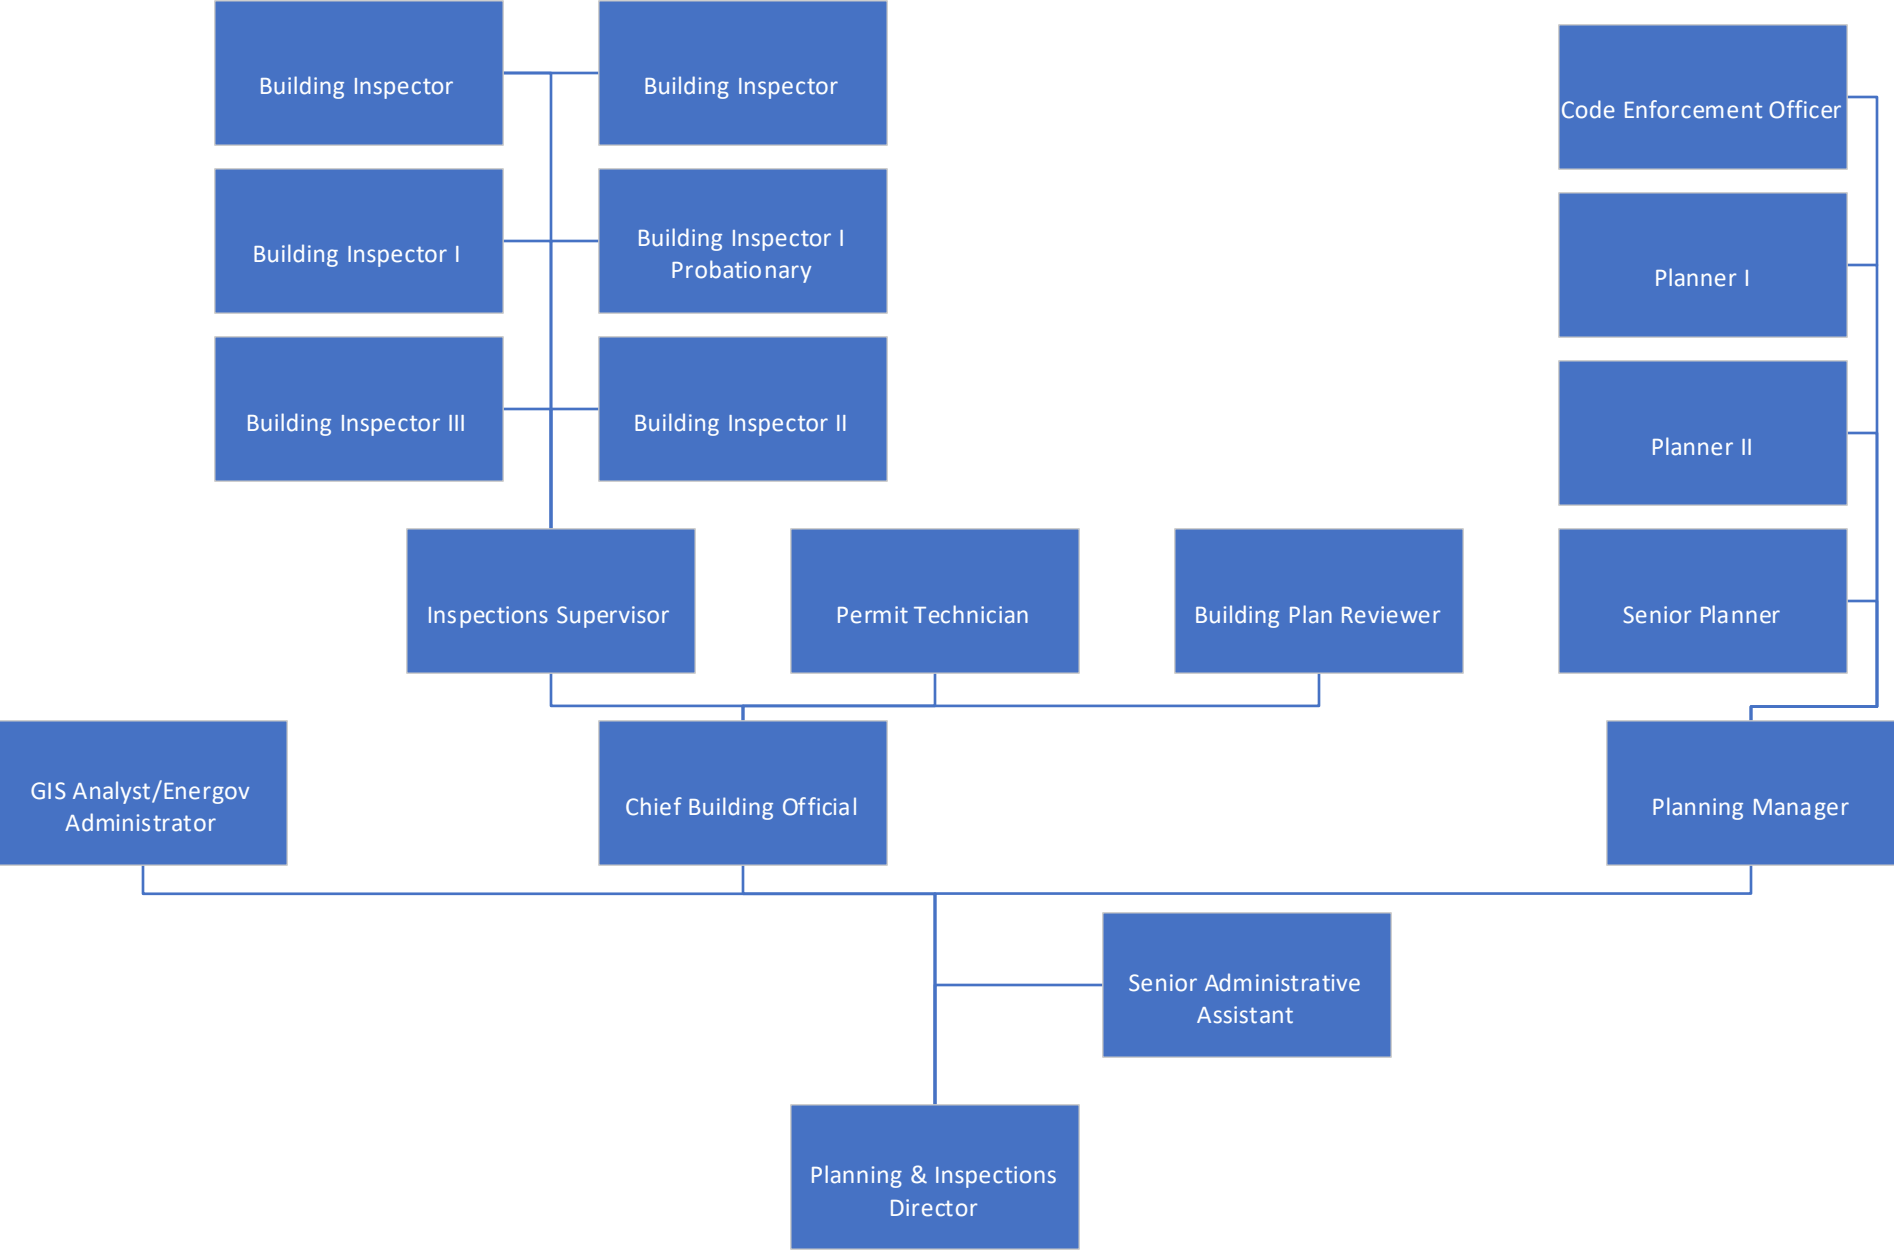 Building Inspector
Building Inspector
Code Enforcement Officer
Building Inspector I
Building Inspector I
Probationary
Planner I
Building Inspector III
Building Inspector II
Planner II
Inspections Supervisor
Permit Technician
Building Plan Reviewer
Senior Planner
GIS Analyst/Energov
Administrator
Chief Building Official
Planning Manager
Senior Administrative
Assistant
Planning & Inspections
Director